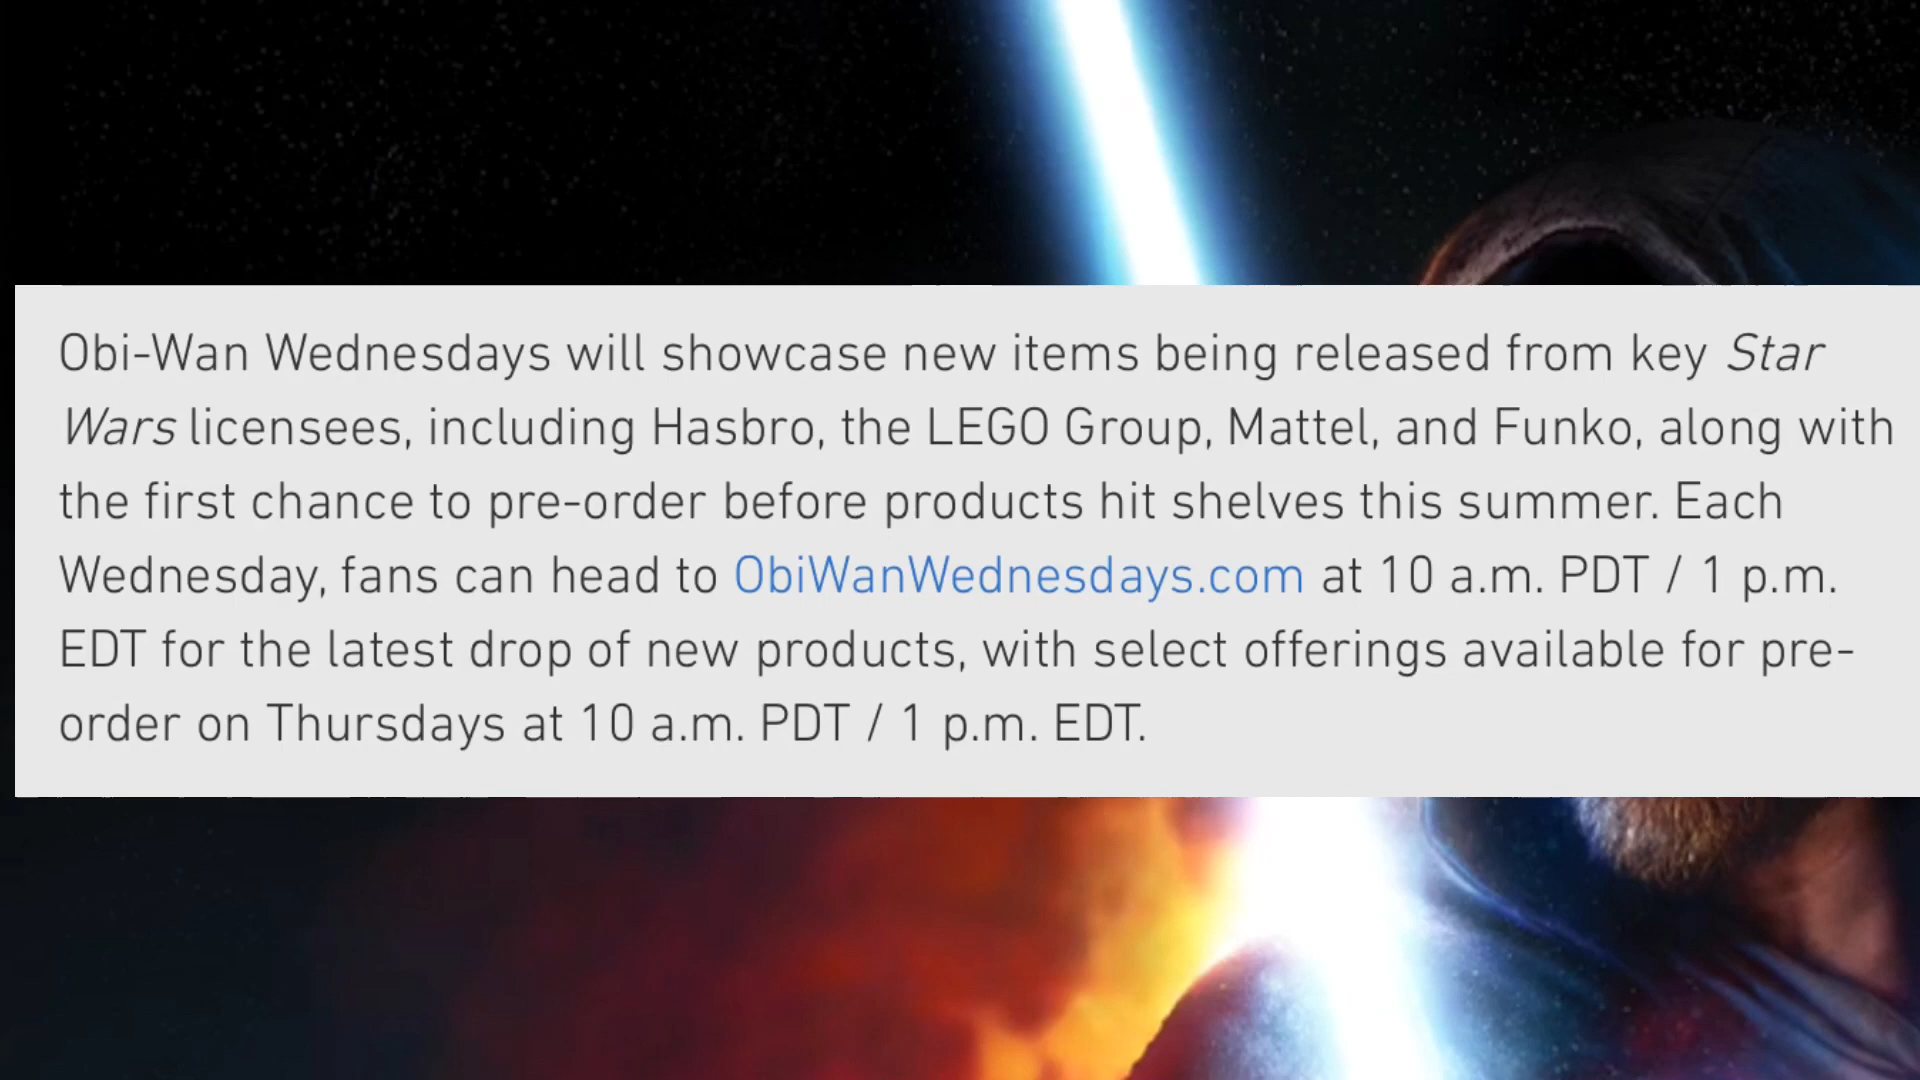 Obi-Wan Wednesdays will showcase new items being released from key Star
Wars licensees, including Hasbro, the LEGO Group, Mattel, and Funko, along with
the first chance to pre-order before products hit shelves this summer. Each
Wednesday, fans can head to ObiWanWednesdays.com at 10 a.m. PDT / 1 p.m.
EDT for the latest drop of new products, with select offerings available for pre-
order on Thursdays at 10 a.m. PDT / 1 p.m. EDT.